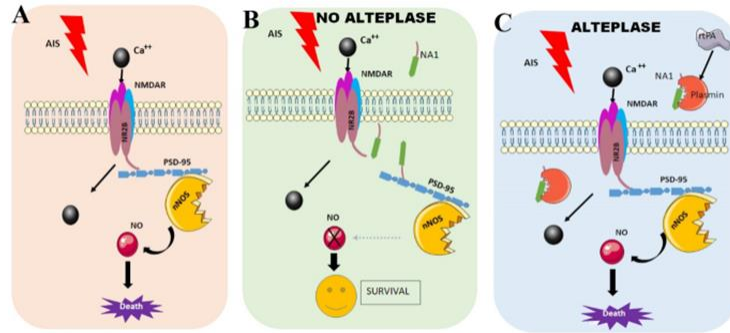 A
AIS
Ca++
NMDAR
NR2B
PSD-95
nNOS
NO
Death
B
NO ALTEPLASE
AIS
Ca++
NA1
NMDAR
NR2B
PSD-95
nNOS
NO
SURVIVAL
C
ALTEPLASE
AIS
rtPA
Ca++
NA1
Plasmin
NMDAR
NR2B
PSD-95
nNOS
NO
Death